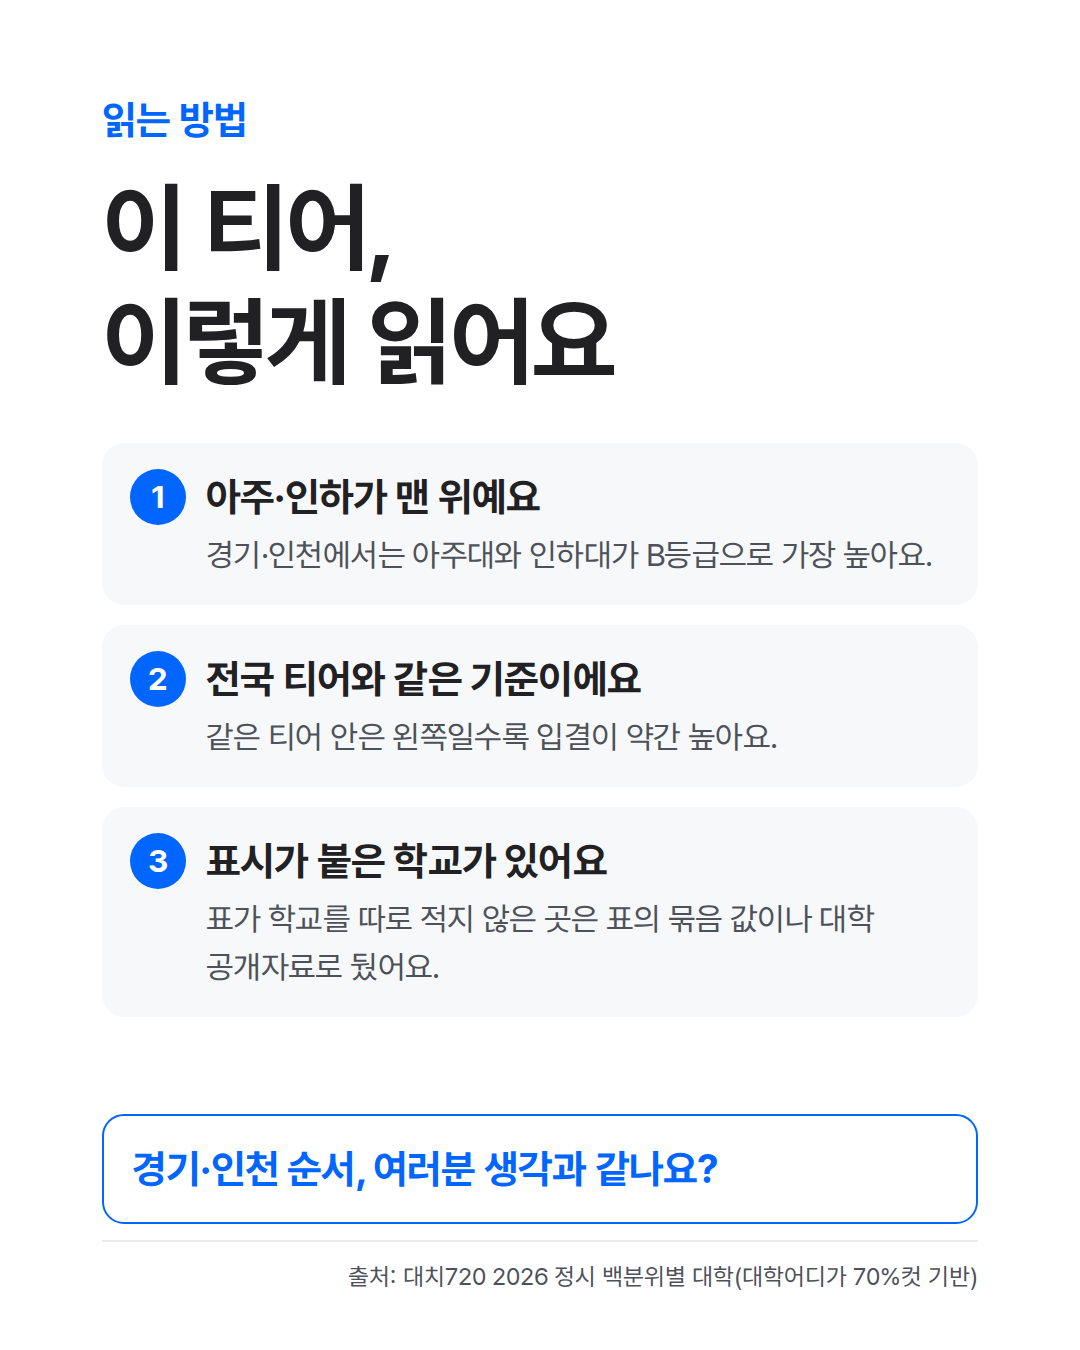 읽는 방법
이 티어,
이렇게 읽어요
1 아주·인하가 맨 위예요
경기·인천에서는 아주대와 인하대가 B등급으로 가장 높아요.
2 전국 티어와 같은 기준이에요
같은 티어 안은 왼쪽일수록 입결이 약간 높아요.
3 표시가 붙은 학교가 있어요
표가 학교를 따로 적지 않은 곳은 표의 묶음 값이나 대학
공개자료로 뒀어요.
경기·인천 순서, 여러분 생각과 같나요?
출처: 대치720 2026 정시 백분위별 대학(대학어디가 70%컷 기반)